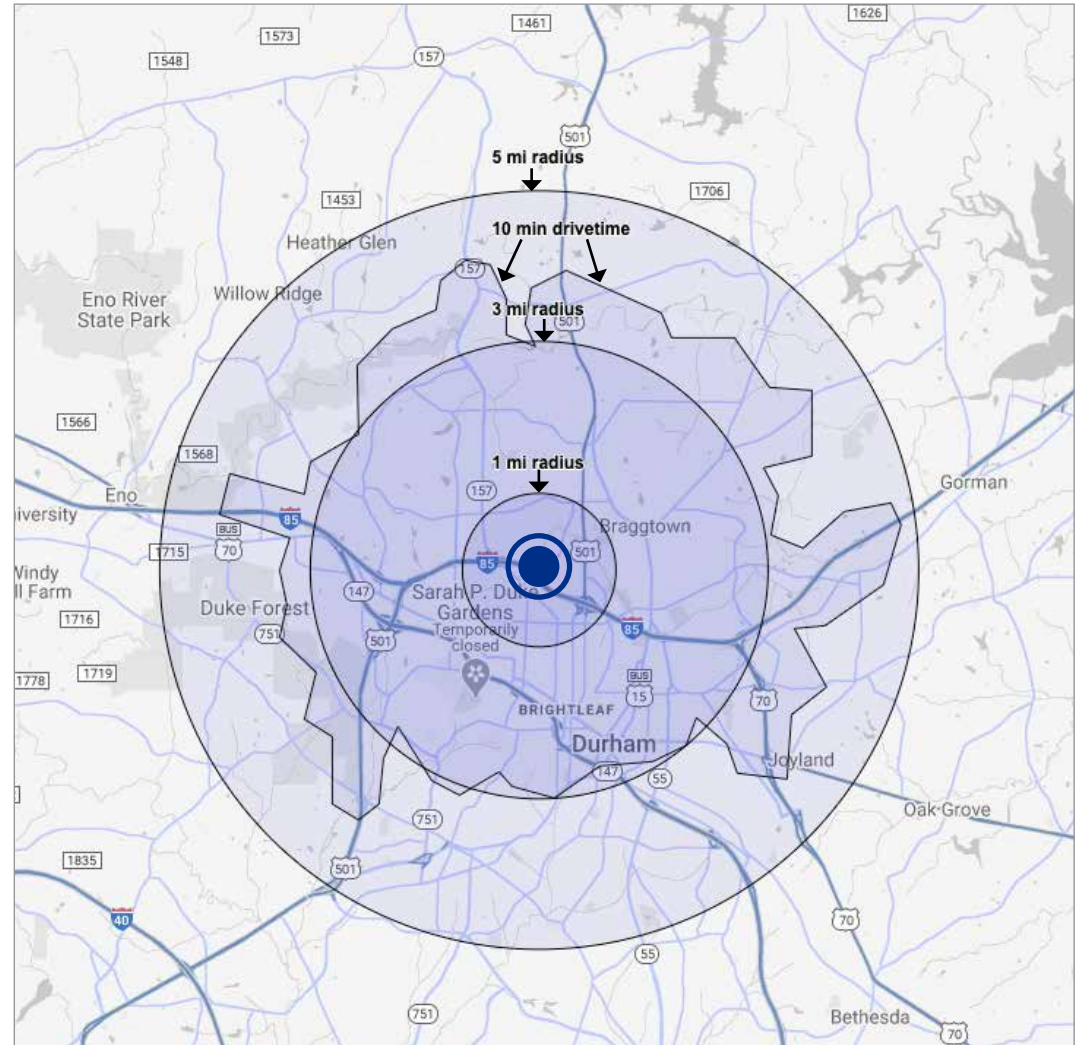 1461
1626
1573
157
1548
501
5 mi radius
1706
1453
10 min drivetime
Heather Glen
157
Willow Ridge
Eno River
State Park
3 mi radius
501
1566
1568
1 mi radius
157
Gorman
Eno
iversity
85
BUS
70
Braggtown
1715
501
85
Windy
ll Farm
147
Sarah P. Duke
Gardens
Temporarily
closed
Duke Forest
1716
751
501
85
1719
1778
BUS
15
70
BRIGHTLEAF
Durham
147
55
Joyland
751
Oak Grove
1835
501
40
70
55
751
Bethesda
70